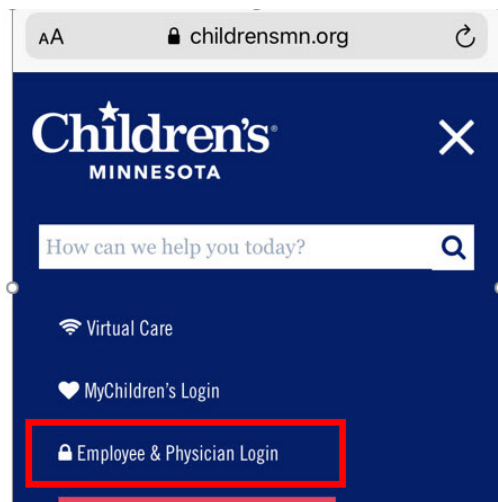 AA childrensmn.org
Children's®
MINNESOTA
How can we help you today?
Virtual Care
MyChildren's Login
Employee & Physician Login